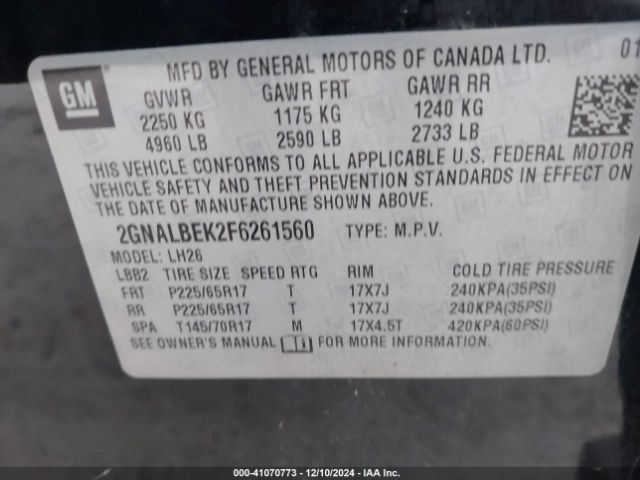 GM
MFD BY GENERAL MOTORS OF CANADA LTD. 01
GVWR GAWR FRT GAWR RR
2250 KG 1175 KG 1240 KG
4960 LB 2590 LB 2733 LB
THIS VEHICLE CONFORMS TO ALL APPLICABLE U.S. FEDERAL MOTOR
VEHICLE SAFETY AND THEFT PREVENTION STANDARDS IN EFFECT ON
THE DATE OF MANUFACTURE SHOWN ABOVE.
2GNALBEK2F6261560 TYPE: M.P.V.
MODEL: LH26
LBB2 TIRE SIZE SPEED RTG RIM COLD TIRE PRESSURE
FRT P225/65R17 T 17X7J 240KPA(35PSI)
RR P225/65R17 T 17X7J 240KPA(35PSI)
SPA T145/70R17 M 17X4.5T 420KPA(60PSI)
SEE OWNER'S MANUAL FOR MORE INFORMATION.
000-41070773 - 12/10/2024 - IAA Inc.